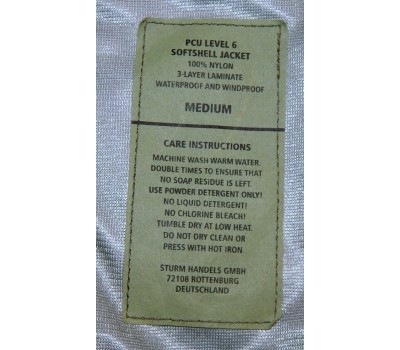 PCU LEVEL 6
SOFTSHELL JACKET
100% NYLON
3-LAYER LAMINATE
WATERPROOF AND WINDPROOF
MEDIUM
CARE INSTRUCTIONS
MACHINE WASH WARM WATER.
DOUBLE TIMES TO ENSURE THAT
NO SOAP RESIDUE IS LEFT.
USE POWDER DETERGENT ONLY!
NO LIQUID DETERGENT!
NO CHLORINE BLEACH!
TUMBLE DRY AT LOW HEAT.
DO NOT DRY CLEAN OR
PRESS WITH HOT IRON.
STURM HANDELS GMBH
72108 ROTTENBURG
DEUTSCHLAND